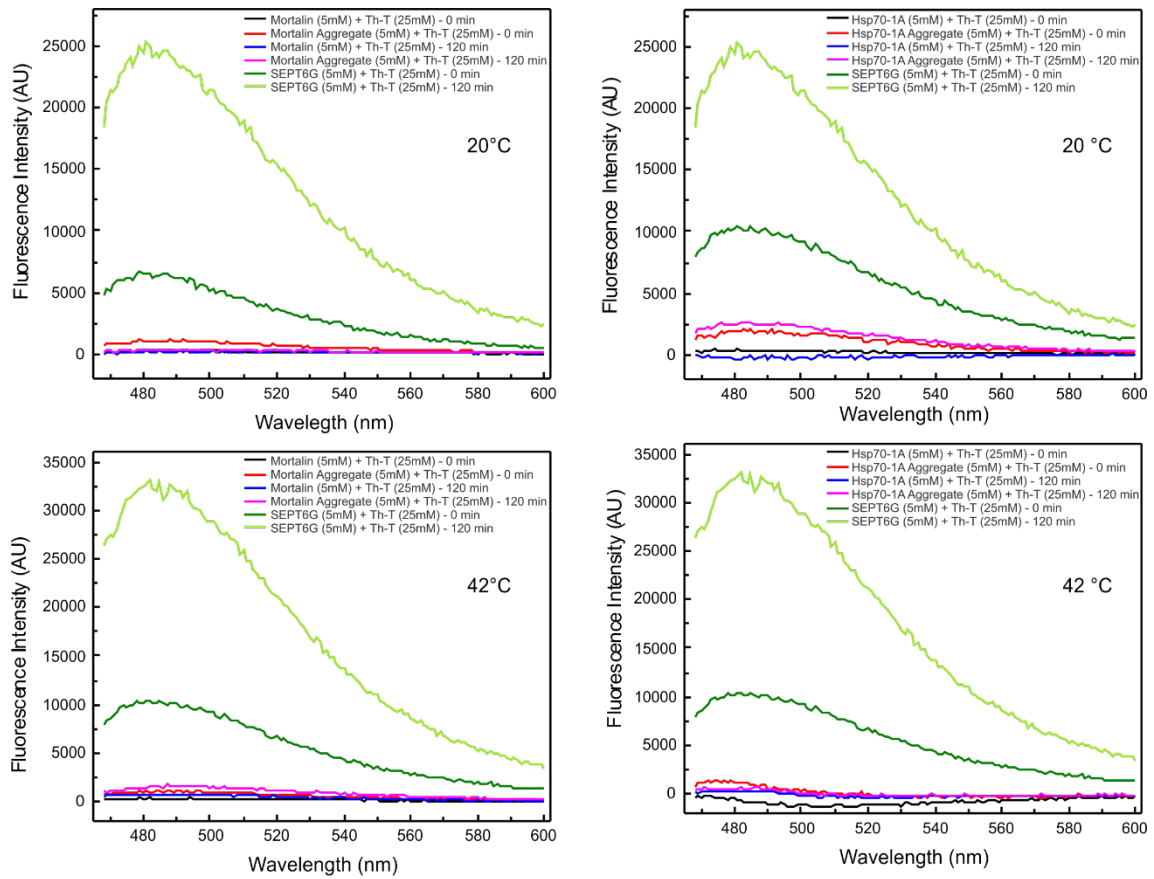 Mortalin (5mM) + Th-T (25mM) - 0 min
Mortalin Aggregate (5mM) + Th-T (25mM) - 0 min
Mortalin (5mM) + Th-T (25mM) - 120 min
Mortalin Aggregate (5mM) + Th-T (25mM) - 120 min
SEPT6G (5mM) + Th-T (25mM) - 0 min
SEPT6G (5mM) + Th-T (25mM) - 120 min
20°C
Fluorescence Intensity (AU)
25000
20000
15000
10000
5000
0
480 500 520 540 560 580 600
Wavelegth (nm)
Hsp70-1A (5mM) + Th-T (25mM) - 0 min
Hsp70-1A Aggregate (5mM) + Th-T (25mM) - 0 min
Hsp70-1A (5mM) + Th-T (25mM) - 120 min
Hsp70-1A Aggregate (5mM) + Th-T (25mM) - 120 min
SEPT6G (5mM) + Th-T (25mM) - 0 min
SEPT6G (5mM) + Th-T (25mM) - 120 min
20 °C
Fluorescence Intensity (AU)
25000
20000
15000
10000
5000
0
480 500 520 540 560 580 600
Wavelength (nm)
Mortalin (5mM) + Th-T (25mM) - 0 min
Mortalin Aggregate (5mM) + Th-T (25mM) - 0 min
Mortalin (5mM) + Th-T (25mM) - 120 min
Mortalin Aggregate (5mM) + Th-T (25mM) - 120 min
SEPT6G (5mM) + Th-T (25mM) - 0 min
SEPT6G (5mM) + Th-T (25mM) - 120 min
42°C
Fluorescence Intensity (AU)
35000
30000
25000
20000
15000
10000
5000
0
480 500 520 540 560 580 600
Wavelength (nm)
Hsp70-1A (5mM) + Th-T (25mM) - 0 min
Hsp70-1A Aggregate (5mM) + Th-T (25mM) - 0 min
Hsp70-1A (5mM) + Th-T (25mM) - 120 min
Hsp70-1A Aggregate (5mM) + Th-T (25mM) - 120 min
SEPT6G (5mM) + Th-T (25mM) - 0 min
SEPT6G (5mM) + Th-T (25mM) - 120 min
42 °C
Fluorescence Intensity (AU)
35000
30000
25000
20000
15000
10000
5000
0
480 500 520 540 560 580 600
Wavelength (nm)